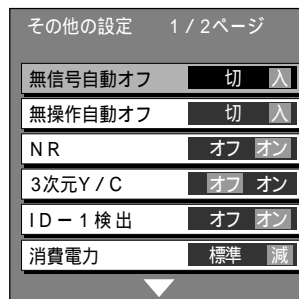 その他の設定　1/2ページ
無信号自動オフ　切　入
無操作自動オフ　切　入
NR　オフ　オン
3次元Y/C　オフ　オン
ID－1検出　オフ　オン
消費電力　標準　減